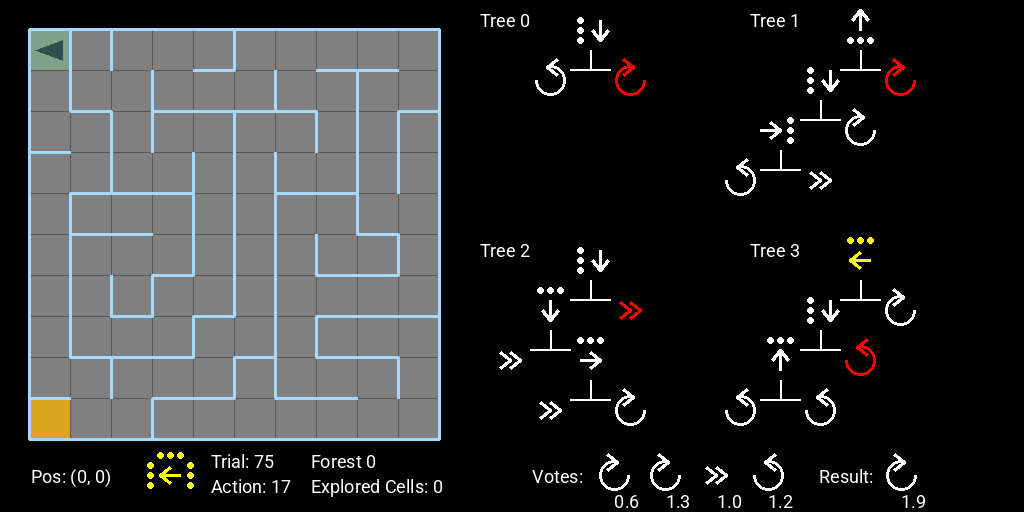 Tree 0
Tree 1
Tree 2
Tree 3
Pos: (0, 0)
Trial: 75
Forest 0
Action: 17
Explored Cells: 0
Votes:
Result:
0.6
1.3
1.0
1.2
1.9